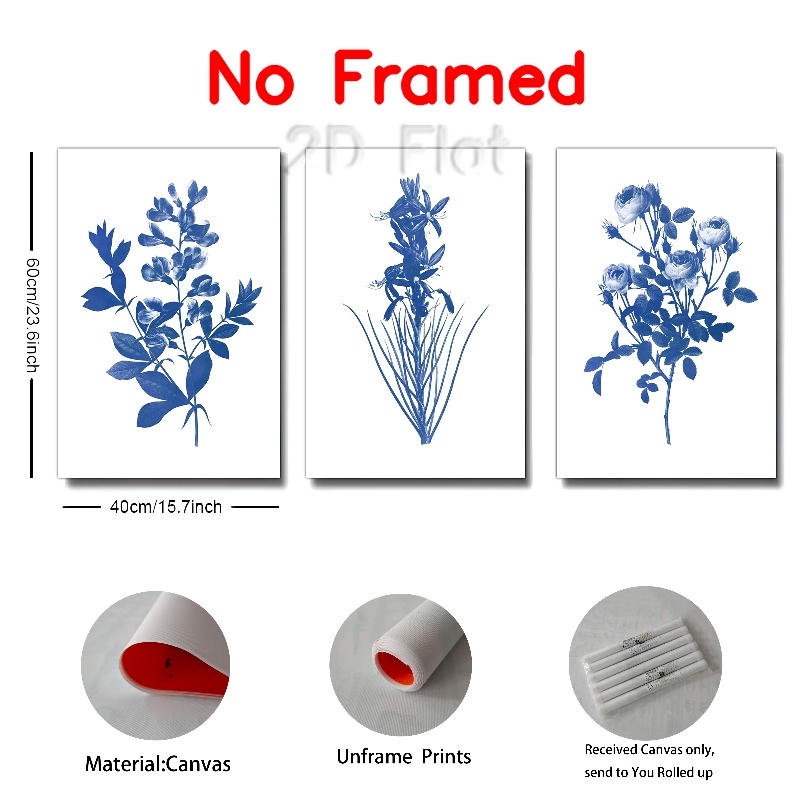 No Framed
2D Flat
60cm/23.6inch
40cm/15.7inch
Material:Canvas
Unframe Prints
Received Canvas only,
send to You Rolled up